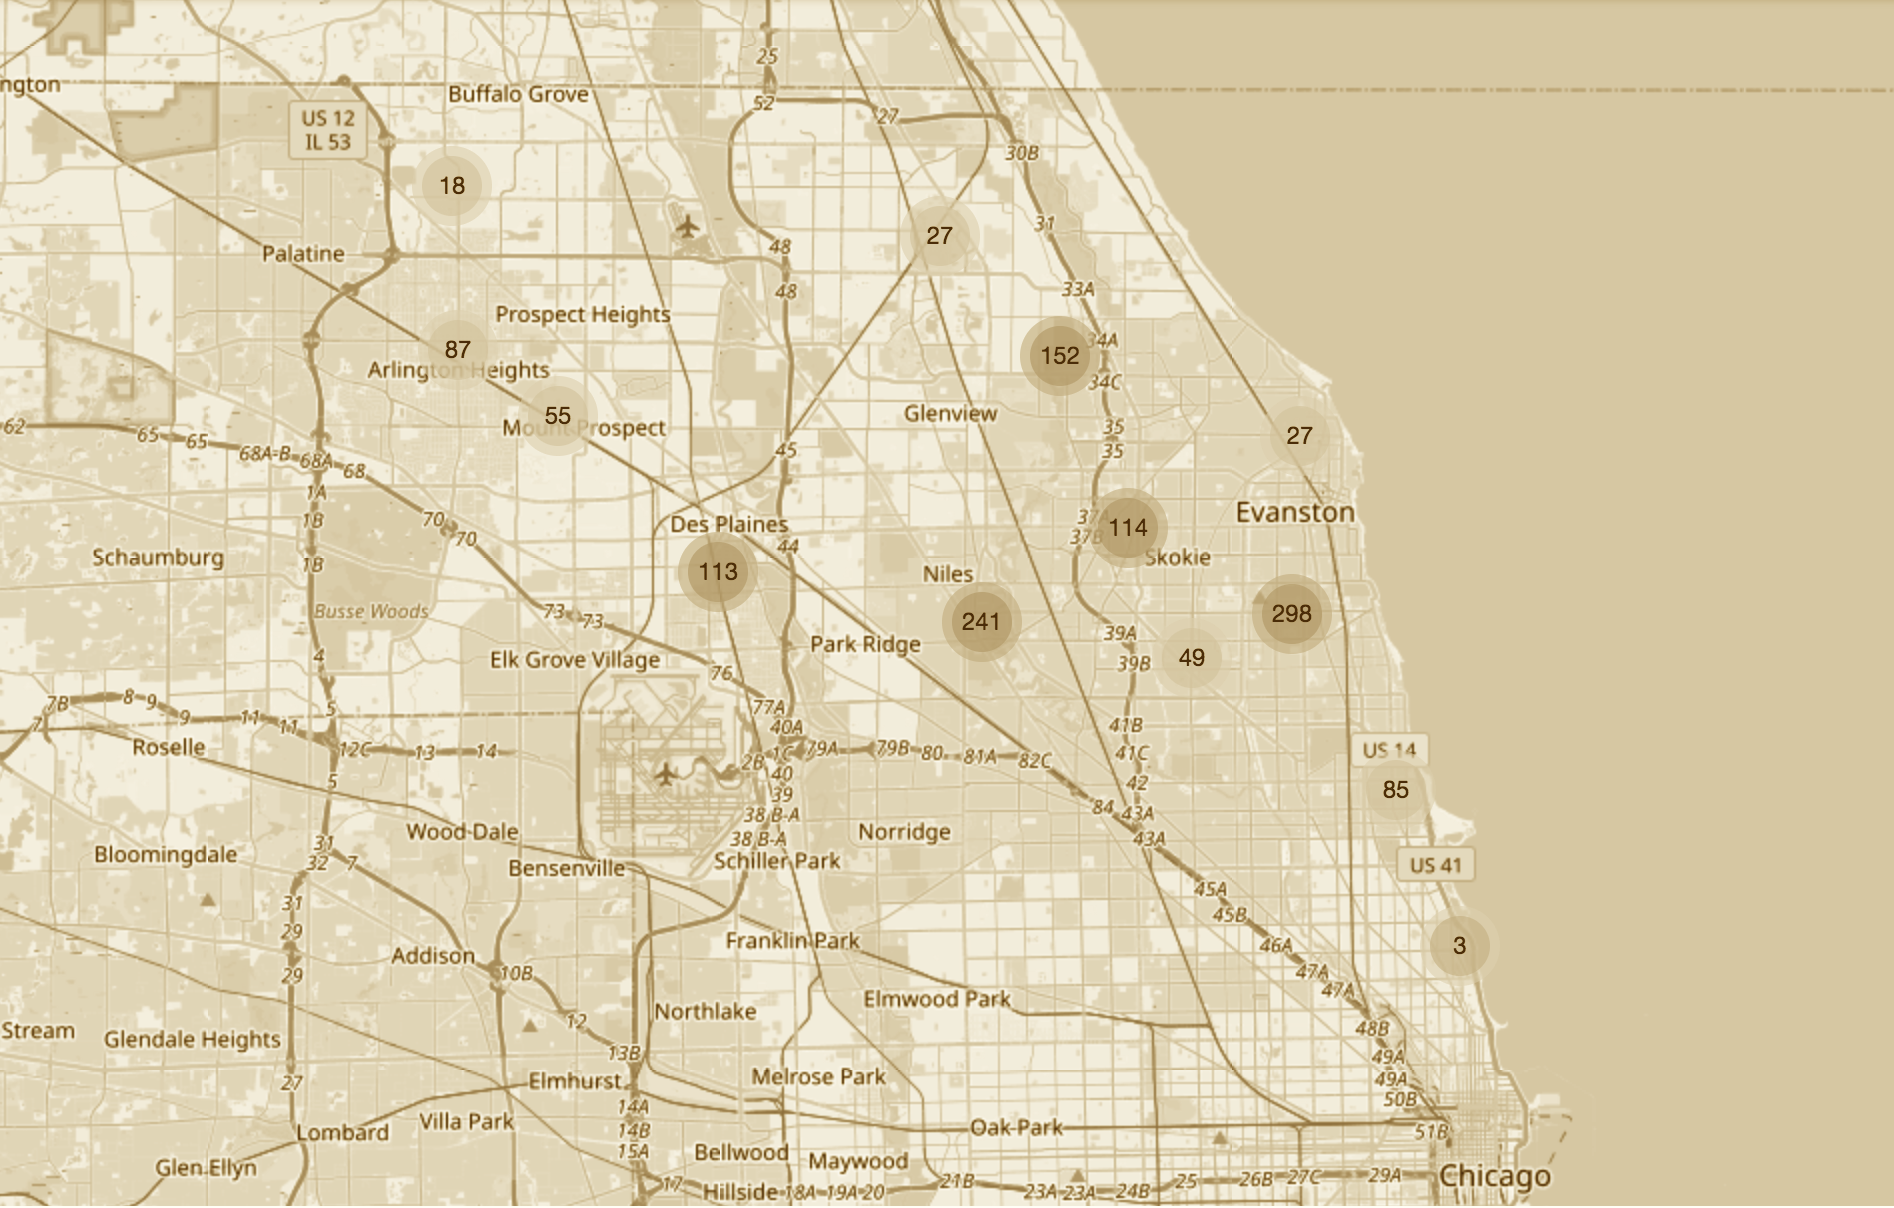 25
ngton
Buffalo Grove
52
US 12
IL 53
27
30B
18
31
27
Palatine
48
33A
48
Prospect Heights
34A
87
152
Arlington Heights
34C
Glenview
55
Mount Prospect
62
65
65
35
27
68A-B
68A
68
45
35
1A
Evanston
70
37A
1B
Des Plaines
114
70
37B
44
Schaumburg
Skokie
1B
113
Niles
Busse Woods
73
73
241
298
39A
Park Ridge
4
Elk Grove Village
39B
49
76
7B
8
9
5
77A
9
11
11
40A
41B
7
Roselle
12C
13
14
2B
1C
79A
79B
80
81A
82C
41C
US 14
5
40
42
85
39
84
43A
38 B-A
Wood Dale
38 B-A
Norridge
43A
31
Bloomingdale
32
7
Bensenville
Schiller Park
US 41
45A
31
45B
29
Franklin Park
46A
3
Addison
29
10B
47A
47A
Elmwood Park
Northlake
12
Stream
Glendale Heights
48B
13B
49A
27
Elmhurst
Melrose Park
49A
50B
14A
Villa Park
Oak Park
Lombard
14B
51B
15A
Bellwood
Maywood
Glen Ellyn
17
Hillside
18A
19A
20
21B
23A
23A
24B
25
26B
27C
29A
Chicago